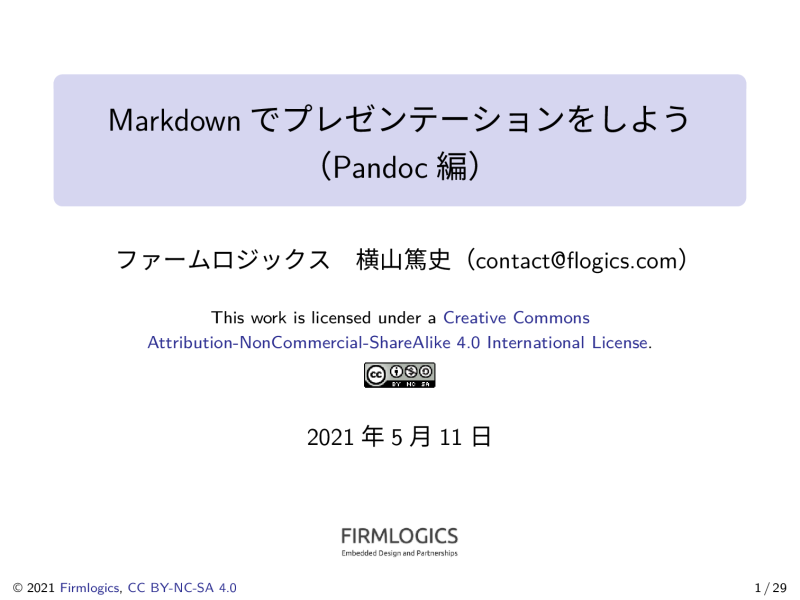 Markdown でプレゼンテーションをしよう
（Pandoc 編）
ファームロジックス　横山篤史（contact@flogics.com）
This work is licensed under a Creative Commons
Attribution-NonCommercial-ShareAlike 4.0 International License.
cc BY NC SA
2021 年 5 月 11 日
FIRMLOGICS
Embedded Design and Partnerships
© 2021 Firmlogics, CC BY-NC-SA 4.0
1 / 29